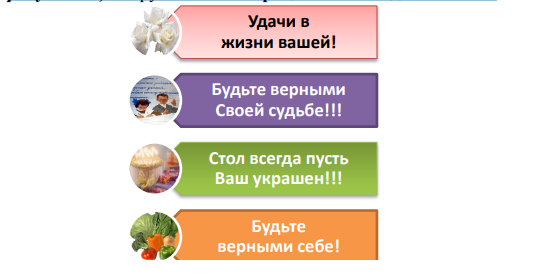 Удачи в
жизни вашей!
Будьте верными
Своей судьбе!!!
Стол всегда пусть
Ваш украшен!!!
Будьте
верными себе!